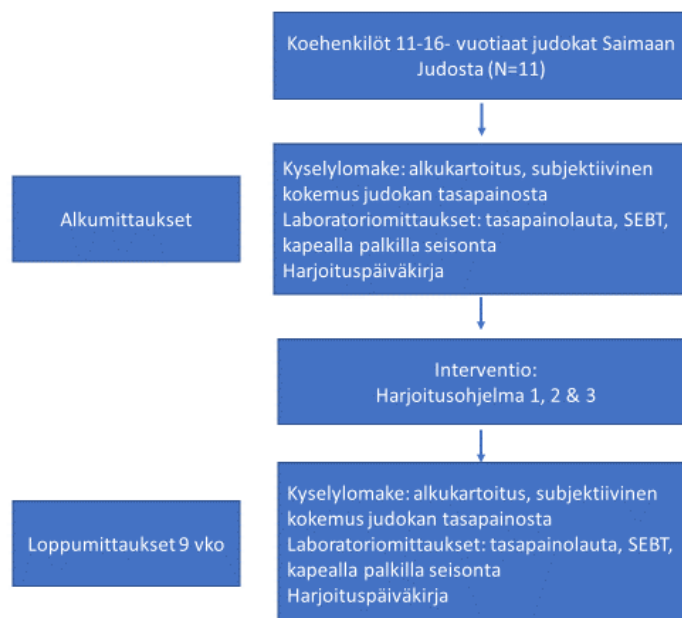 Koehenkilöt 11-16- vuotiaat judokat Saimaan
Judosta (N=11)
Alkumittaukset
Kyselylomake: alkukartoitus, subjektiivinen
kokemus judokan tasapainosta
Laboratoriomittaukset: tasapainolauta, SEBT,
kapealla palkilla seisonta
Harjoituspäiväkirja
Interventio:
Harjoitusohjelma 1, 2 & 3
Loppumittaukset 9 vko
Kyselylomake: alkukartoitus, subjektiivinen
kokemus judokan tasapainosta
Laboratoriomittaukset: tasapainolauta, SEBT,
kapealla palkilla seisonta
Harjoituspäiväkirja